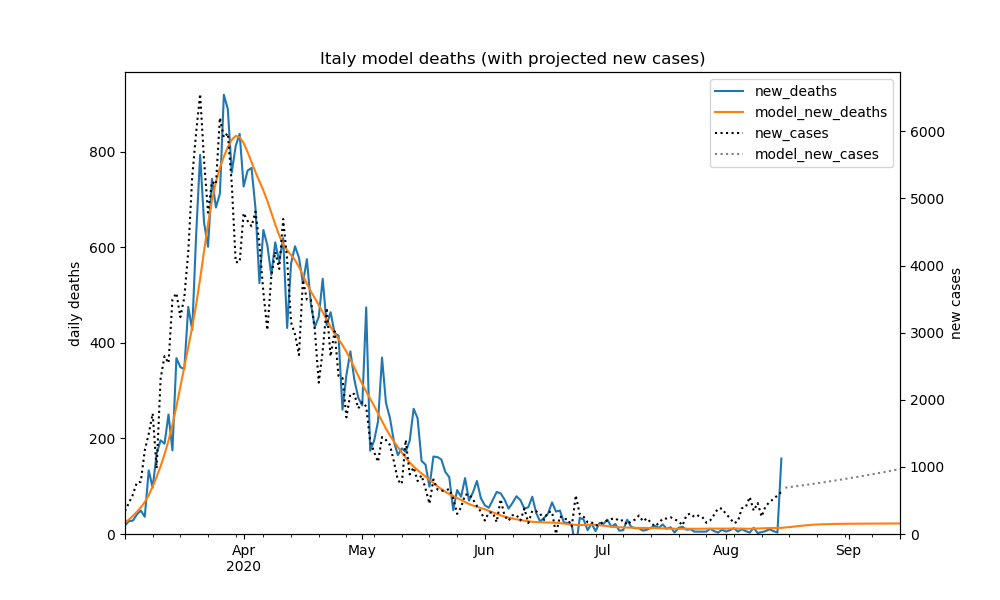 Italy model deaths (with projected new cases)
new_deaths
model_new_deaths
new_cases
model_new_cases
daily deaths
800
600
400
200
0
new cases
6000
5000
4000
3000
2000
1000
0
Apr
2020
May
Jun
Jul
Aug
Sep